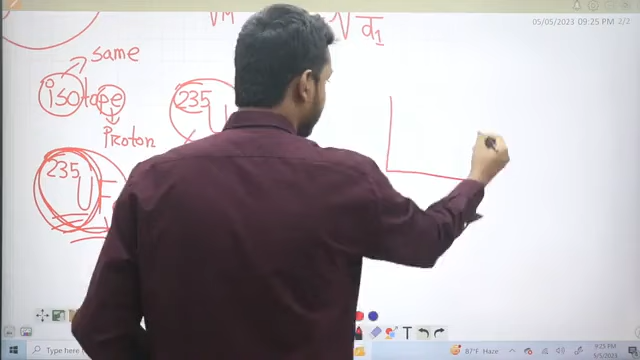 05/05/2023 09:25 PM 2/2
√M √d1
same
isotope
Proton
235 U
235 U
T
Type here
87°F Haze
9:25 PM
5/5/2023